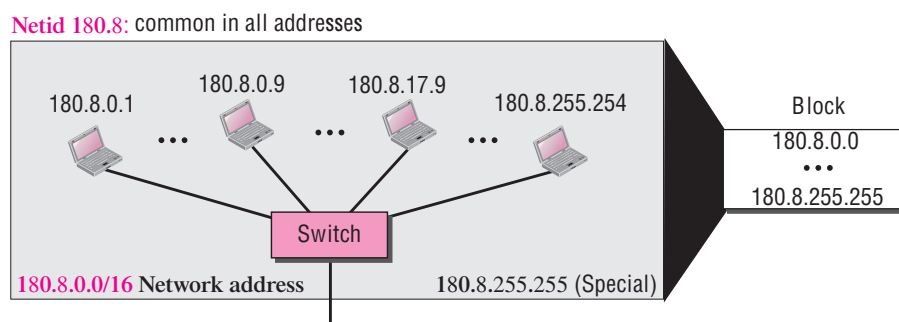 Netid 180.8: common in all addresses
180.8.0.1 ••• 180.8.0.9 ••• 180.8.17.9 ••• 180.8.255.254
Switch
180.8.0.0/16 Network address
180.8.255.255 (Special)
Block
180.8.0.0
•••
180.8.255.255